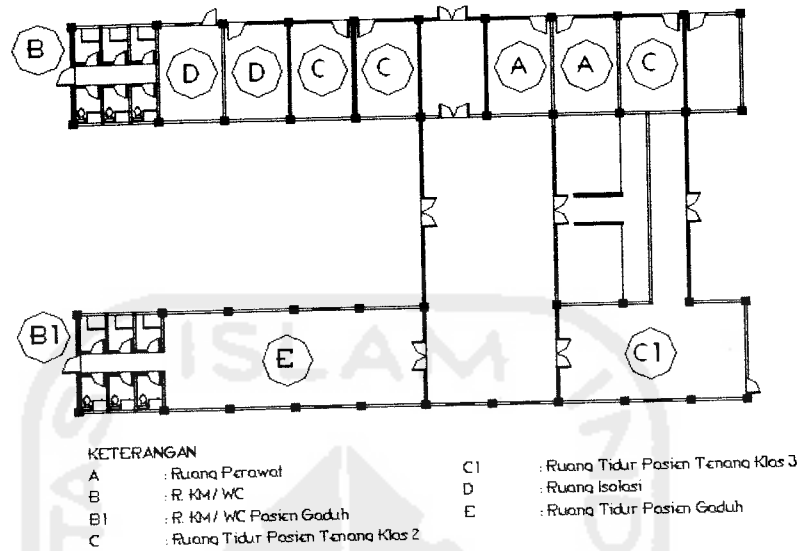 B
D
D
C
C
A
A
C
B1
E
C1
ISLAM
KETERANGAN
A : Ruang Perawat
B : R. KM/ WC
B1 : R. KM/ WC Pasien Gaduh
C : Ruang Tidur Pasien Tenang Klas 2
C1 : Ruang Tidur Pasien Tenang Klas 3
D : Ruang Isolasi
E : Ruang Tidur Pasien Gaduh